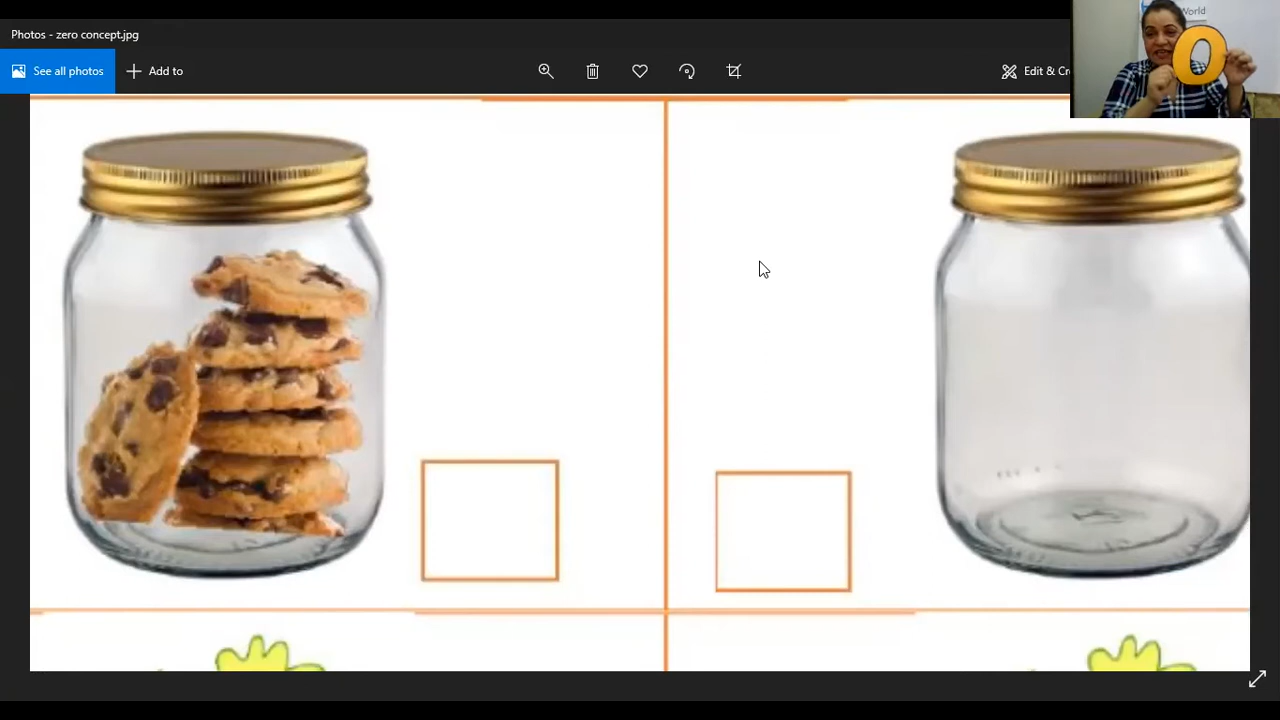 Photos - zero concept.jpg
World
See all photos
Add to
Edit & Cr
0